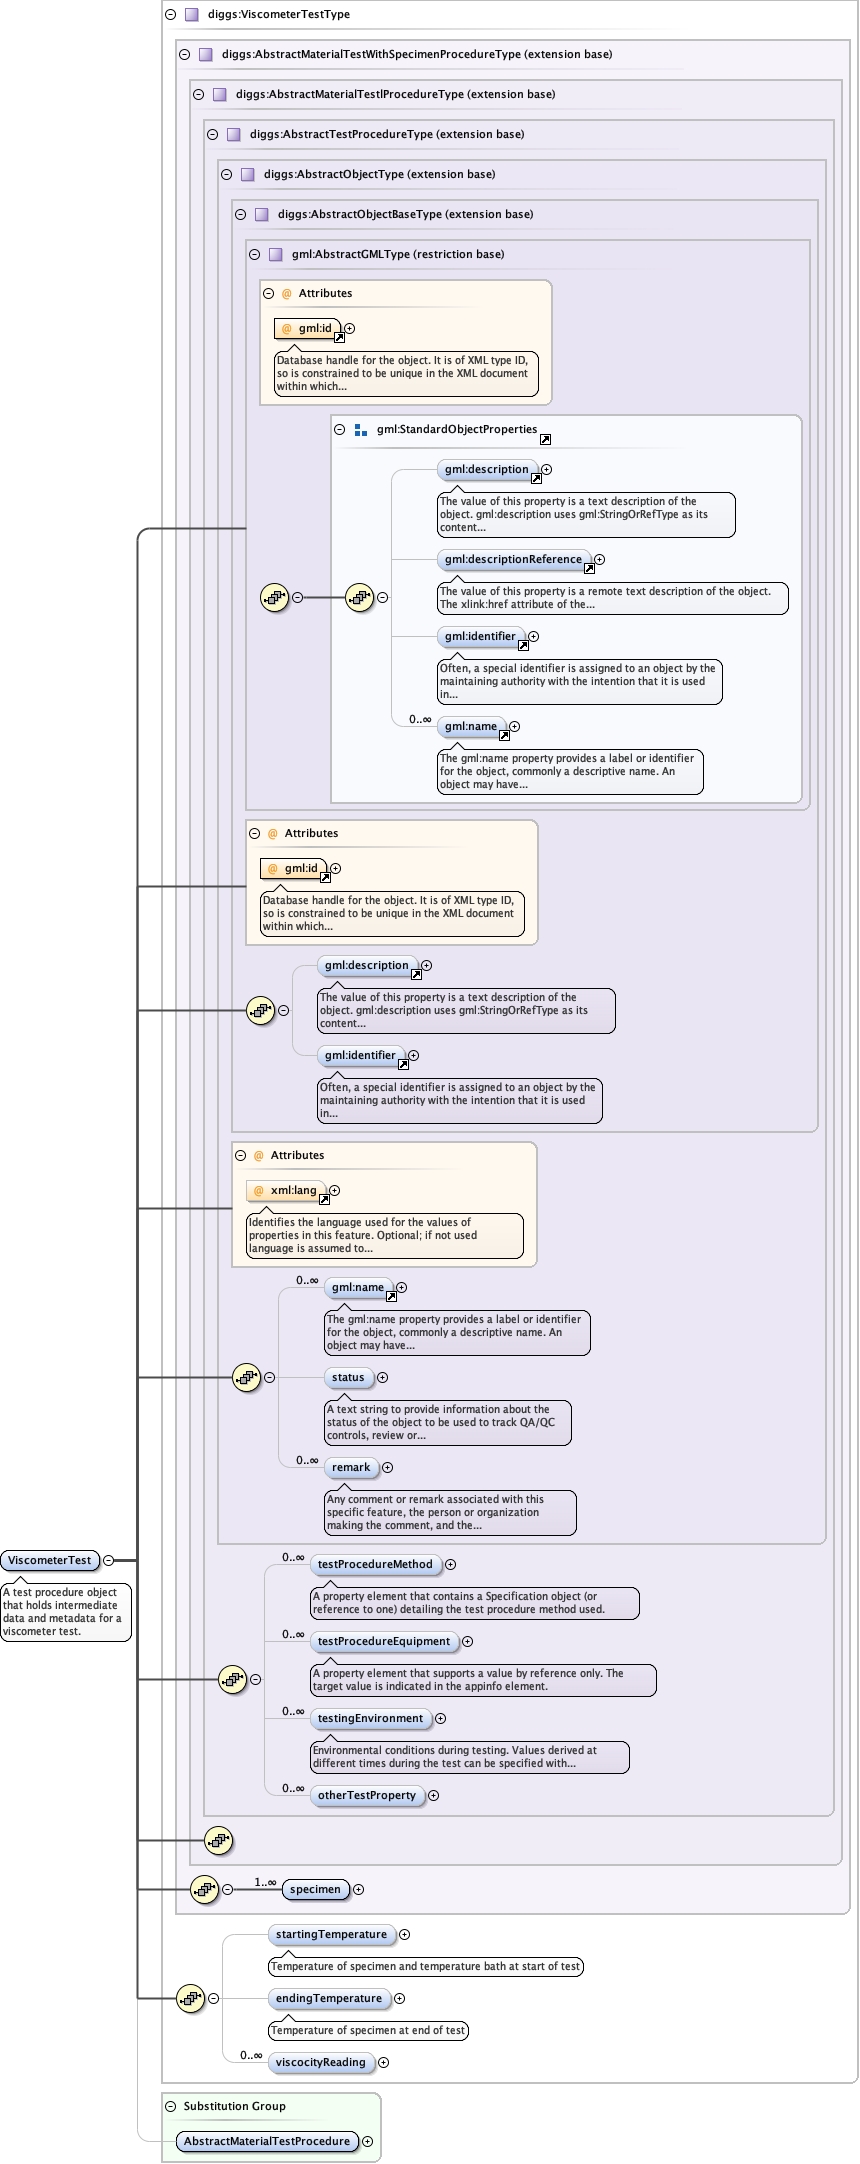 diggs:ViscometerTestType
diggs:AbstractMaterialTestWithSpecimenProcedureType (extension base)
diggs:AbstractMaterialTestlProcedureType (extension base)
diggs:AbstractTestProcedureType (extension base)
diggs:AbstractObjectType (extension base)
diggs:AbstractObjectBaseType (extension base)
gml:AbstractGMLType (restriction base)
@ Attributes
@ gml:id
Database handle for the object. It is of XML type ID,
so is constrained to be unique in the XML document
within which...
gml:StandardObjectProperties
gml:description
The value of this property is a text description of the
object. gml:description uses gml:StringOrRefType as its
content...
gml:descriptionReference
The value of this property is a remote text description of the object.
The xlink:href attribute of the...
gml:identifier
Often, a special identifier is assigned to an object by the
maintaining authority with the intention that it is used
in...
0..∞ gml:name
The gml:name property provides a label or identifier
for the object, commonly a descriptive name. An
object may have...
@ Attributes
@ gml:id
Database handle for the object. It is of XML type ID,
so is constrained to be unique in the XML document
within which...
gml:description
The value of this property is a text description of the
object. gml:description uses gml:StringOrRefType as its
content...
gml:identifier
Often, a special identifier is assigned to an object by the
maintaining authority with the intention that it is used
in...
@ Attributes
@ xml:lang
Identifies the language used for the values of
properties in this feature. Optional; if not used
language is assumed to...
0..∞ gml:name
The gml:name property provides a label or identifier
for the object, commonly a descriptive name. An
object may have...
status
A text string to provide information about the
status of the object to be used to track QA/QC
controls, review or...
0..∞ remark
Any comment or remark associated with this
specific feature, the person or organization
making the comment, and the...
ViscometerTest
A test procedure object
that holds intermediate
data and metadata for a
viscometer test.
0..∞ testProcedureMethod
A property element that contains a Specification object (or
reference to one) detailing the test procedure method used.
0..∞ testProcedureEquipment
A property element that supports a value by reference only. The
target value is indicated in the appinfo element.
0..∞ testingEnvironment
Environmental conditions during testing. Values derived at
different times during the test can be specified with...
0..∞ otherTestProperty
1..∞ specimen
startingTemperature
Temperature of specimen and temperature bath at start of test
endingTemperature
Temperature of specimen at end of test
0..∞ viscocityReading
Substitution Group
AbstractMaterialTestProcedure